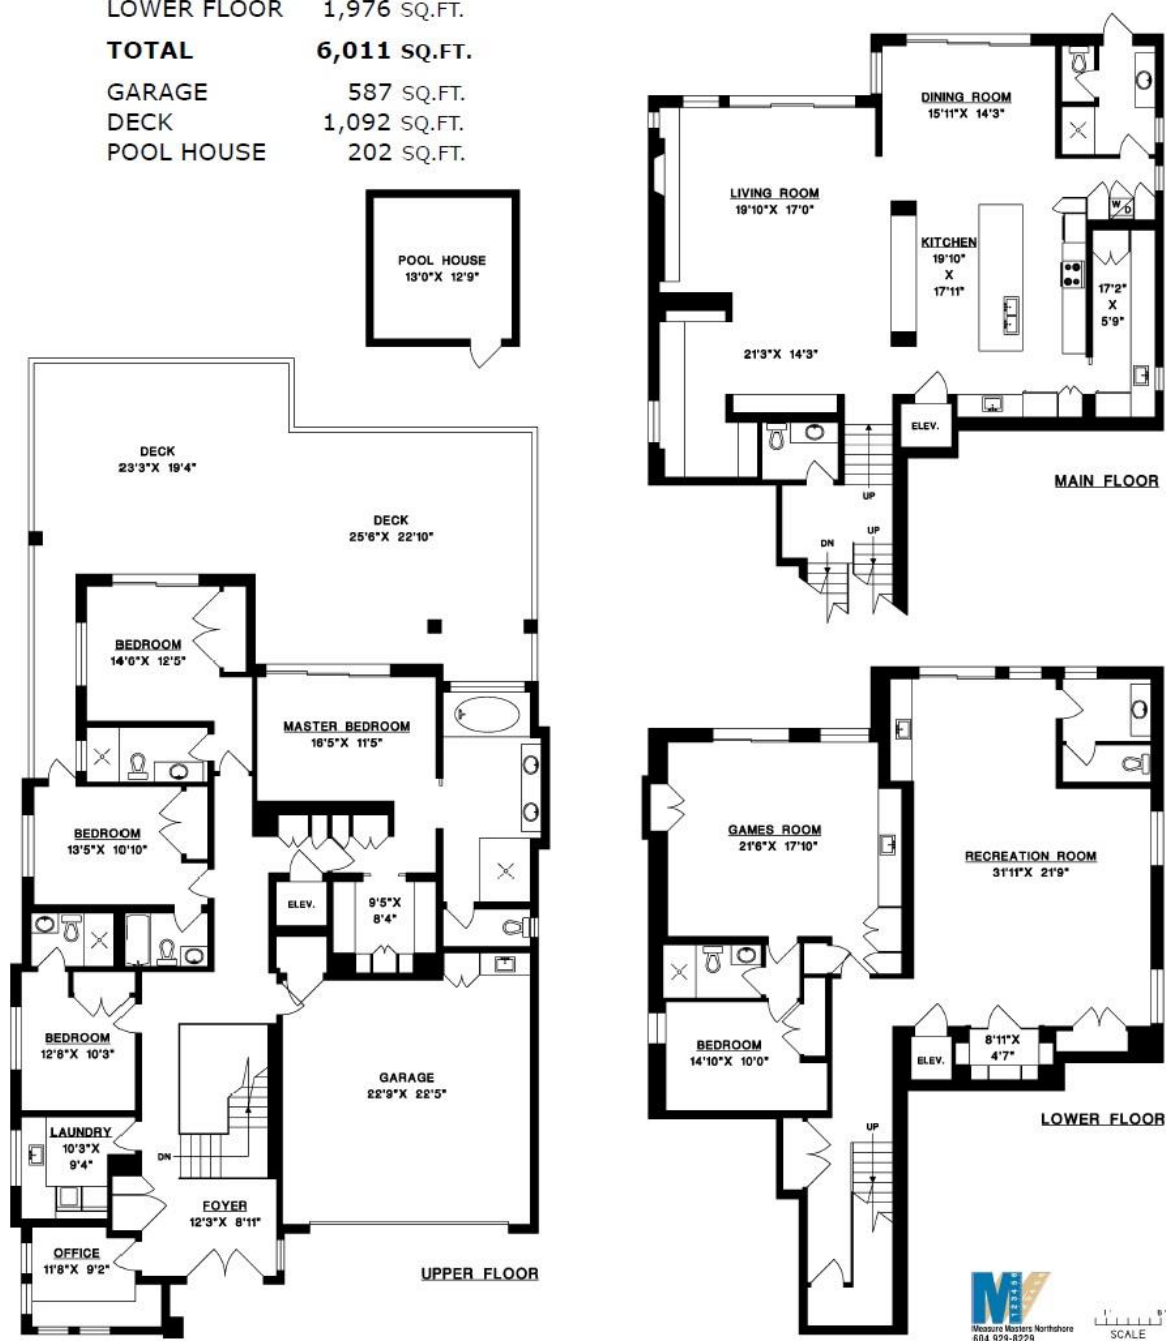 LOWER FLOOR 1,976 SQ.FT.
TOTAL 6,011 SQ.FT.
GARAGE 587 SQ.FT.
DECK 1,092 SQ.FT.
POOL HOUSE 202 SQ.FT.
POOL HOUSE
13'0"X 12'9"
DECK
23'3"X 19'4"
DECK
25'6"X 22'10"
BEDROOM
14'0"X 12'5"
MASTER BEDROOM
16'5"X 11'5"
BEDROOM
13'5"X 10'10"
ELEV.
9'5"X
8'4"
BEDROOM
12'8"X 10'3"
GARAGE
22'9"X 22'5"
LAUNDRY
10'3"X
9'4"
DN
FOYER
12'3"X 8'11"
OFFICE
11'8"X 9'2"
UPPER FLOOR
DINING ROOM
15'11"X 14'3"
LIVING ROOM
19'10"X 17'0"
W
D
KITCHEN
19'10"
X
17'11"
17'2"
X
5'9"
21'3"X 14'3"
ELEV.
UP
UP
DN
MAIN FLOOR
GAMES ROOM
21'6"X 17'10"
RECREATION ROOM
31'11"X 21'9"
BEDROOM
14'10"X 10'0"
ELEV.
8'11"X
4'7"
UP
LOWER FLOOR
M
123456
Measure Masters Northshore
604.929.8229
1' 8'
SCALE